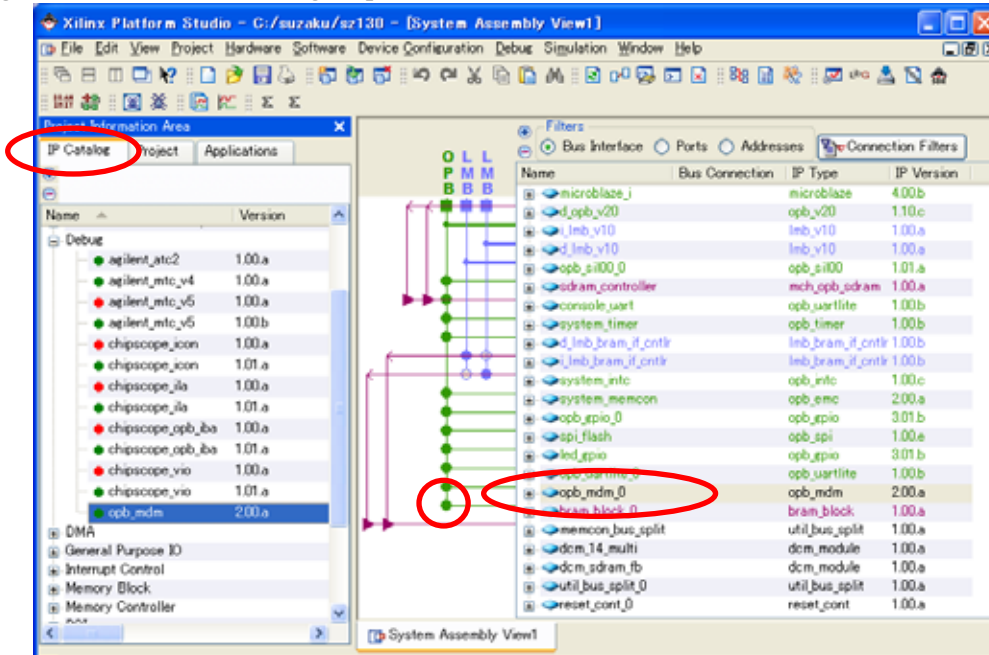 Xilinx Platform Studio - C:/suzaku/sz130 - [System Assembly View1]
File Edit View Project Hardware Software Device Configuration Debug Simulation Window Help
Project Information Area
IP Catalog Project Applications
Name Version
Debug
agilent_atc2 1.00.a
agilent_mtc_v4 1.00.a
agilent_mtc_v5 1.00.a
agilent_mtc_v5 1.00.b
chipscope_icon 1.00.a
chipscope_icon 1.01.a
chipscope_ila 1.00.a
chipscope_ila 1.01.a
chipscope_opb_iba 1.00.a
chipscope_opb_iba 1.01.a
chipscope_vio 1.00.a
chipscope_vio 1.01.a
opb_mdm 2.00.a
DMA
General Purpose IO
Interrupt Control
Memory Block
Memory Controller
OPB LMB LMB
Filters
Bus Interface Ports Addresses Connection Filters
Name Bus Connection IP Type IP Version
microblaze_i microblaze 4.00.b
d_opb_v20 opb_v20 1.10.c
i_lmb_v10 lmb_v10 1.00.a
d_lmb_v10 lmb_v10 1.00.a
opb_sil00_0 opb_sil00 1.01.a
sdram_controller mch_opb_sdram 1.00.a
console_uart opb_uartlite 1.00.b
system_timer opb_timer 1.00.b
d_lmb_bram_if_cntlr lmb_bram_if_cntlr 1.00.b
i_lmb_bram_if_cntlr lmb_bram_if_cntlr 1.00.b
system_intc opb_intc 1.00.c
system_memcon opb_emc 2.00.a
opb_gpio_0 opb_gpio 3.01.b
spi_flash opb_spi 1.00.e
led_gpio opb_gpio 3.01.b
opb_uartlite_0 opb_uartlite 1.00.b
opb_mdm_0 opb_mdm 2.00.a
bram_block_0 bram_block 1.00.a
memcon_bus_split util_bus_split 1.00.a
dcm_14_multi dcm_module 1.00.a
dcm_sdram_fb dcm_module 1.00.a
util_bus_split_0 util_bus_split 1.00.a
reset_cont_0 reset_cont 1.00.a
System Assembly View1